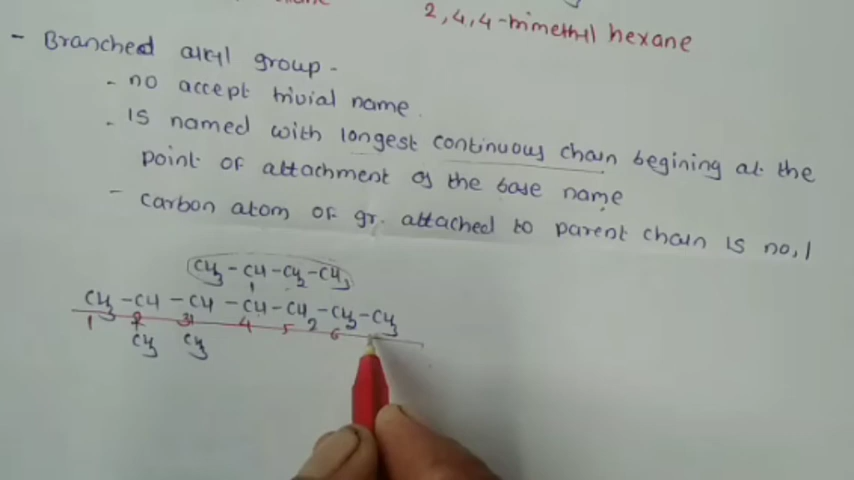 2,4,4-trimethyl hexane
- Branched alkyl group -
- no accept trivial name.
- Is named with longest continuous chain begining at the
point of attachment as the base name
- carbon atom of gr. attached to parent chain is no, 1
CH3 - CH - CH2 - CH3
CH3 - CH - CH - CH - CH2 - CH3 - CH3
1 2 3 4 5 6
CH3 CH3